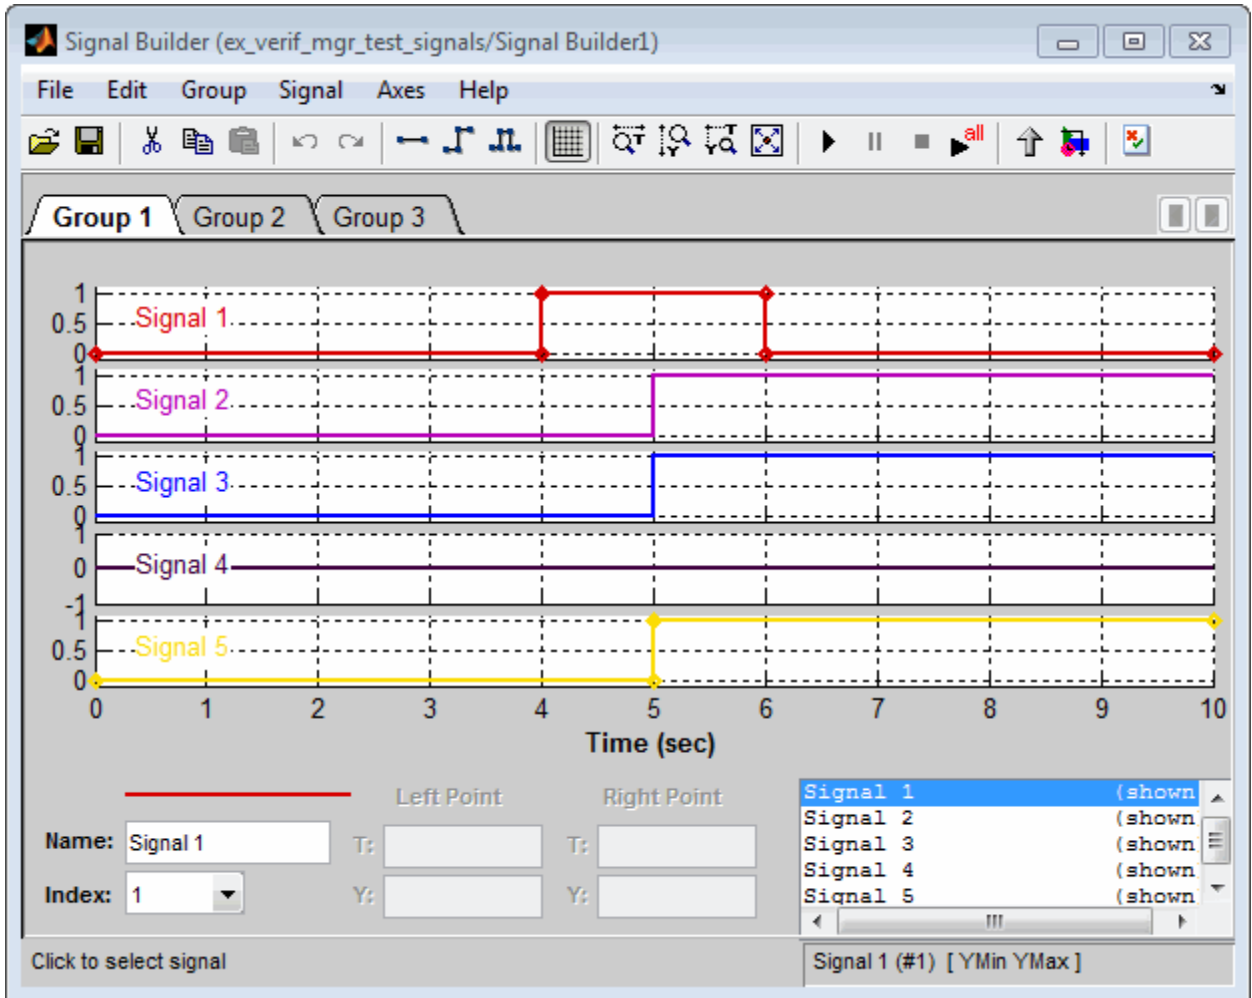 Signal Builder (ex_verif_mgr_test_signals/Signal Builder1)
File Edit Group Signal Axes Help
all
Group 1 Group 2 Group 3
1
0.5
0
Signal 1
1
0.5
0
Signal 2
1
0.5
0
Signal 3
1
0
-1
Signal 4
1
0.5
0
Signal 5
0 1 2 3 4 5 6 7 8 9 10
Time (sec)
Left Point Right Point
Name: Signal 1 T: T:
Index: 1 Y: Y:
Signal 1 (shown
Signal 2 (shown
Signal 3 (shown
Signal 4 (shown
Signal 5 (shown
Click to select signal
Signal 1 (#1) [ YMin YMax ]